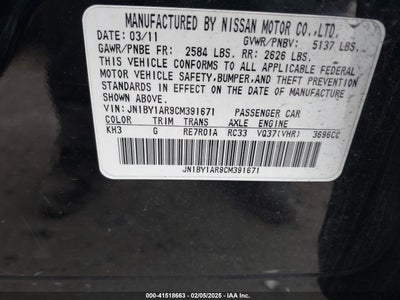 MANUFACTURED BY NISSAN MOTOR CO.,LTD.
DATE: 03/11 GVWR/PNBV: 5137 LBS.
GAWR/PNBE FR: 2584 LBS. RR: 2626 LBS.
THIS VEHICLE CONFORMS TO ALL APPLICABLE FEDERAL
MOTOR VEHICLE SAFETY, BUMPER, AND THEFT PREVENTION
STANDARDS IN EFFECT ON THE DATE OF MANUFACTURE
SHOWN ABOVE.
VIN: JN1BY1AR9CM391671 PASSENGER CAR
COLOR TRIM TRANS AXLE ENGINE
KH3 G RE7R01A RC33 VQ37(VHR) 3696CC
JN1BY1AR9CM391671
000-41518663 - 02/05/2025 - IAAI.COM